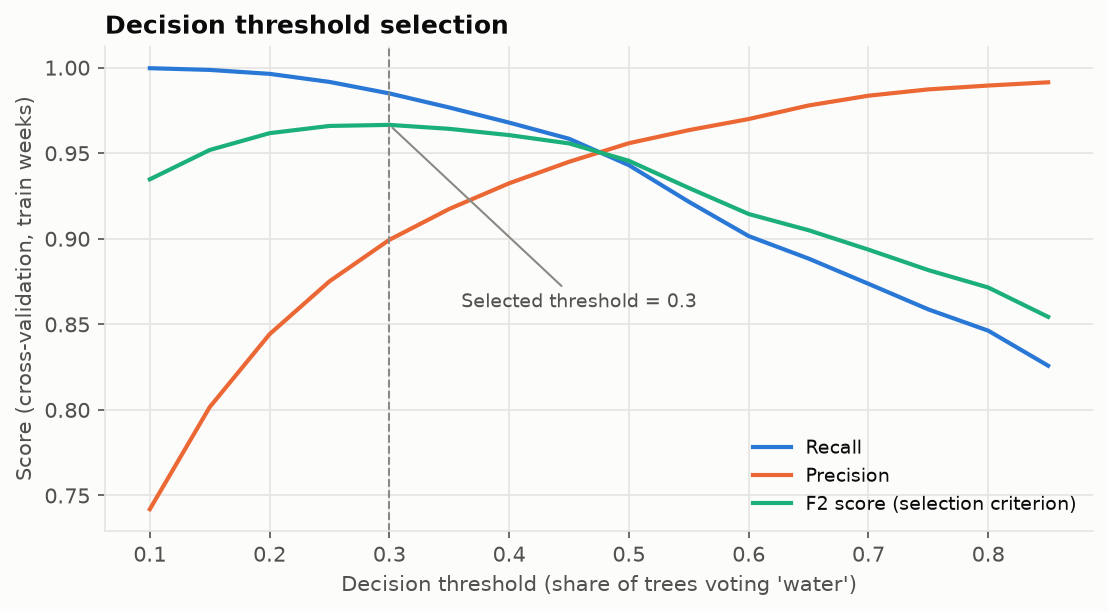 Decision threshold selection
Score (cross-validation, train weeks)
1.00
0.95
0.90
0.85
0.80
0.75
Selected threshold = 0.3
Recall
Precision
F2 score (selection criterion)
0.1 0.2 0.3 0.4 0.5 0.6 0.7 0.8
Decision threshold (share of trees voting 'water')